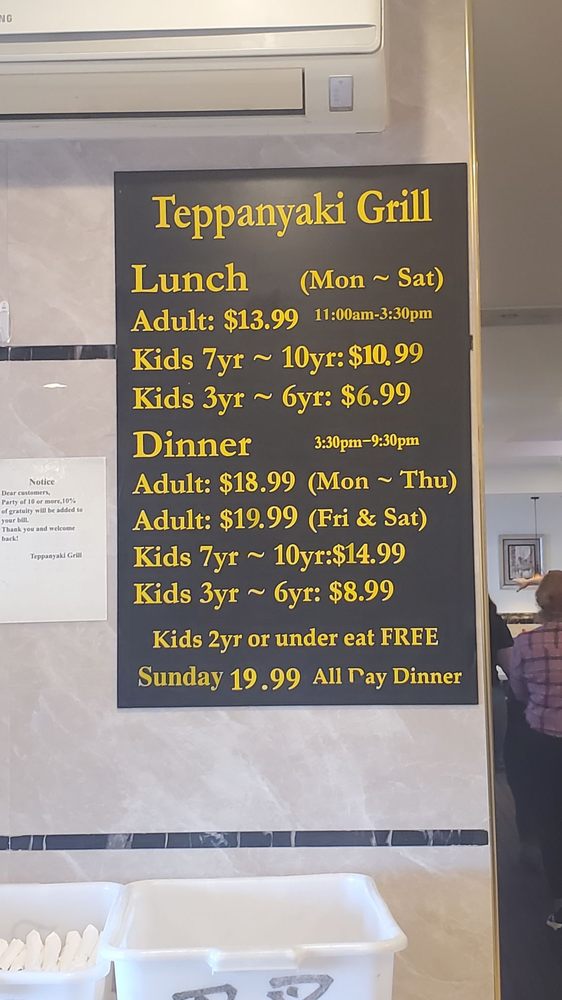 NG
Teppanyaki Grill
Lunch (Mon ~ Sat)
Adult: $13.99 11:00am-3:30pm
Kids 7yr ~ 10yr: $10.99
Kids 3yr ~ 6yr: $6.99
Dinner 3:30pm-9:30pm
Adult: $18.99 (Mon ~ Thu)
Adult: $19.99 (Fri & Sat)
Kids 7yr ~ 10yr:$14.99
Kids 3yr ~ 6yr: $8.99
Kids 2yr or under eat FREE
Sunday 19.99 All Day Dinner
Notice
Dear customers,
Party of 10 or more,10%
of gratuity will be added to
your bill.
Thank you and welcome
back!
Teppanyaki Grill